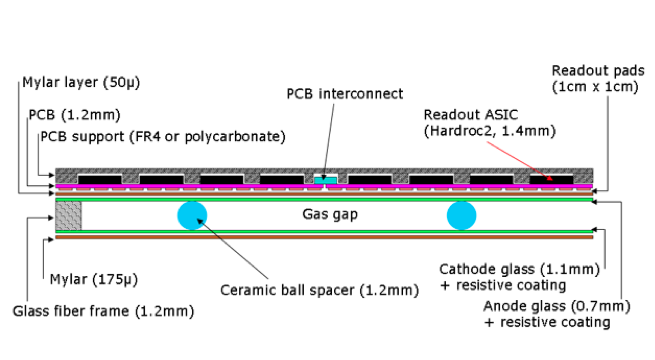 Readout pads
(1cm x 1cm)
Mylar layer (50µ)
PCB interconnect
PCB (1.2mm)
Readout ASIC
(Hardroc2, 1.4mm)
PCB support (FR4 or polycarbonate)
Gas gap
Mylar (175µ)
Cathode glass (1.1mm)
+ resistive coating
Ceramic ball spacer (1.2mm)
Glass fiber frame (1.2mm)
Anode glass (0.7mm)
+ resistive coating